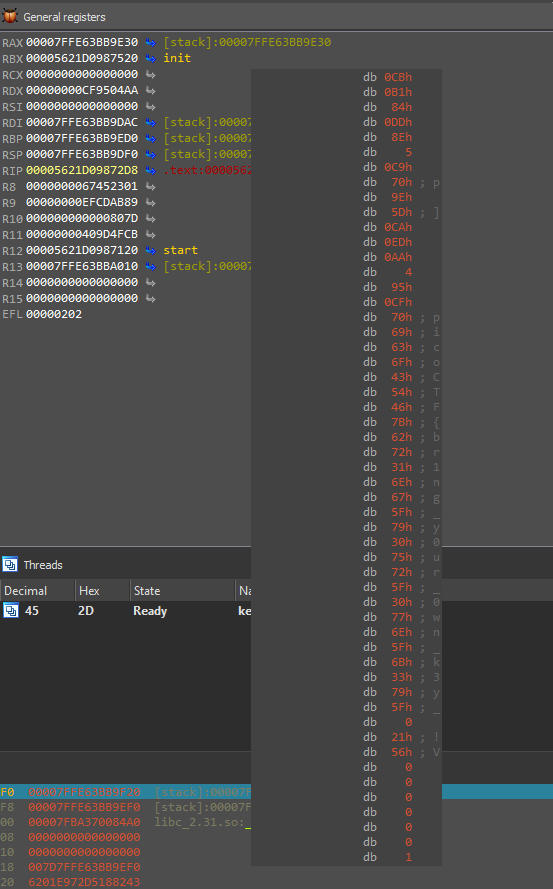 General registers
RAX 00007FFE63BB9E30 [stack]:00007FFE63BB9E30
RBX 00005621D0987520 init
RCX 0000000000000000
RDX 00000000CF9504AA
RSI 0000000000000000
RDI 00007FFE63BB9DAC [stack]:00007
RBP 00007FFE63BB9ED0 [stack]:00007
RSP 00007FFE63BB9DF0 [stack]:00007
RIP 00005621D09872D8 .text:0000562
R8 0000000067452301
R9 00000000EFCDAB89
R10 000000000000807D
R11 00000000409D4FCB
R12 00005621D0987120 start
R13 00007FFE63BBA010 [stack]:00007
R14 0000000000000000
R15 0000000000000000
EFL 00000202
db 0CBh
db 0B1h
db 84h
db 0DDh
db 8Eh
db 5
db 0C9h
db 70h ; p
db 9Eh
db 5Dh ; ]
db 0CAh
db 0EDh
db 0AAh
db 4
db 95h
db 0CFh
db 70h ; p
db 69h ; i
db 63h ; c
db 6Fh ; o
db 43h ; C
db 54h ; T
db 46h ; F
db 7Bh ; {
db 62h ; b
db 72h ; r
db 31h ; 1
db 6Eh ; n
db 67h ; g
db 5Fh ; _
db 79h ; y
db 30h ; 0
db 75h ; u
db 72h ; r
db 5Fh ; _
db 30h ; 0
db 77h ; w
db 6Eh ; n
db 5Fh ; _
db 6Bh ; k
db 33h ; 3
db 79h ; y
db 5Fh ; _
db 0
db 21h ; !
db 56h ; V
db 0
db 0
db 0
db 0
db 0
db 0
db 1
Threads
Decimal Hex State Na
45 2D Ready ke
F0 00007FFE63BB9F20 [stack]:00007F
F8 00007FFE63BB9EF0 [stack]:00007F
00 00007FBA370084A0 libc_2.31.so:_
08 0000000000000000
10 0000000000000000
18 007D7FFE63BB9EF0
20 6201E972D5188243